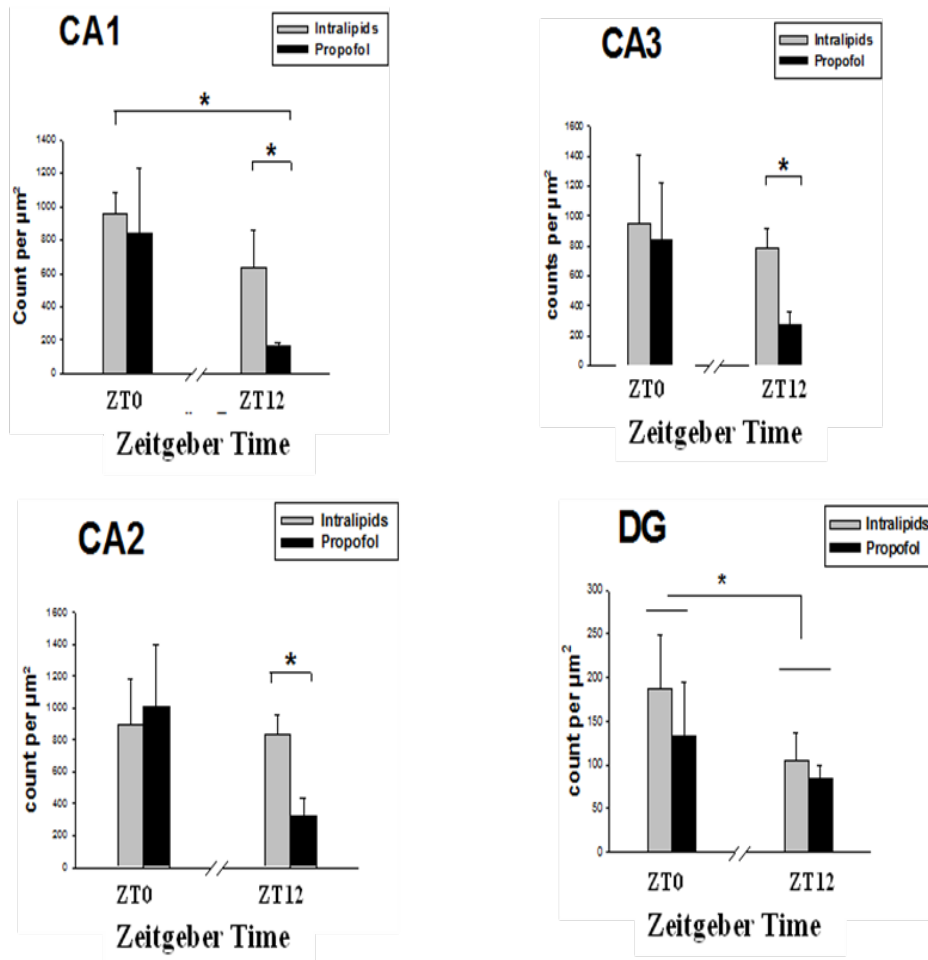 CA1
Intralipids
Propofol
*
*
1400
1200
1000
800
600
400
200
0
Count per µm²
ZT0
ZT12
Zeitgeber Time
CA3
Intralipids
Propofol
*
1600
1400
1200
1000
800
600
400
200
0
counts per µm²
ZT0
ZT12
Zeitgeber Time
CA2
Intralipids
Propofol
*
1600
1400
1200
1000
800
600
400
200
0
count per µm²
ZT0
ZT12
Zeitgeber Time
DG
Intralipids
Propofol
*
300
250
200
150
100
50
0
count per µm²
ZT0
ZT12
Zeitgeber Time